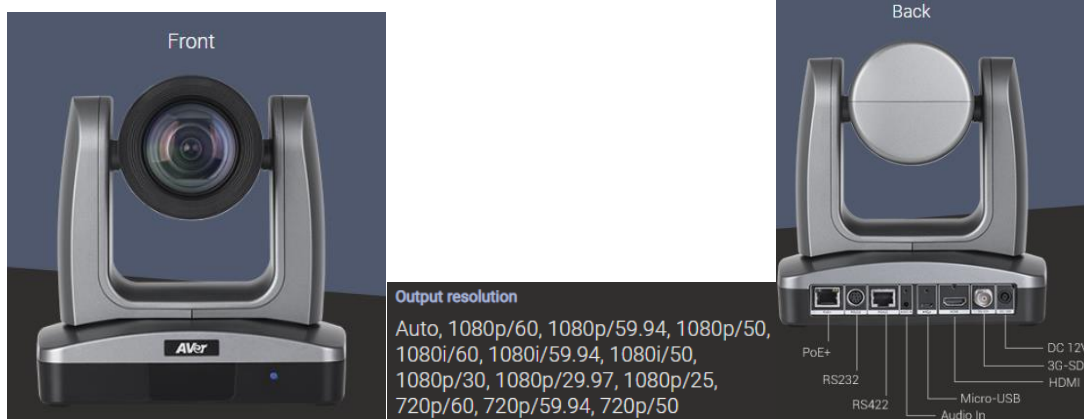 Front
AVer
Output resolution
Auto, 1080p/60, 1080p/59.94, 1080p/50,
1080i/60, 1080i/59.94, 1080i/50,
1080p/30, 1080p/29.97, 1080p/25,
720p/60, 720p/59.94, 720p/50
Back
PoE+
RS232
RS422
Audio In
Micro-USB
HDMI
3G-SD
DC 12V